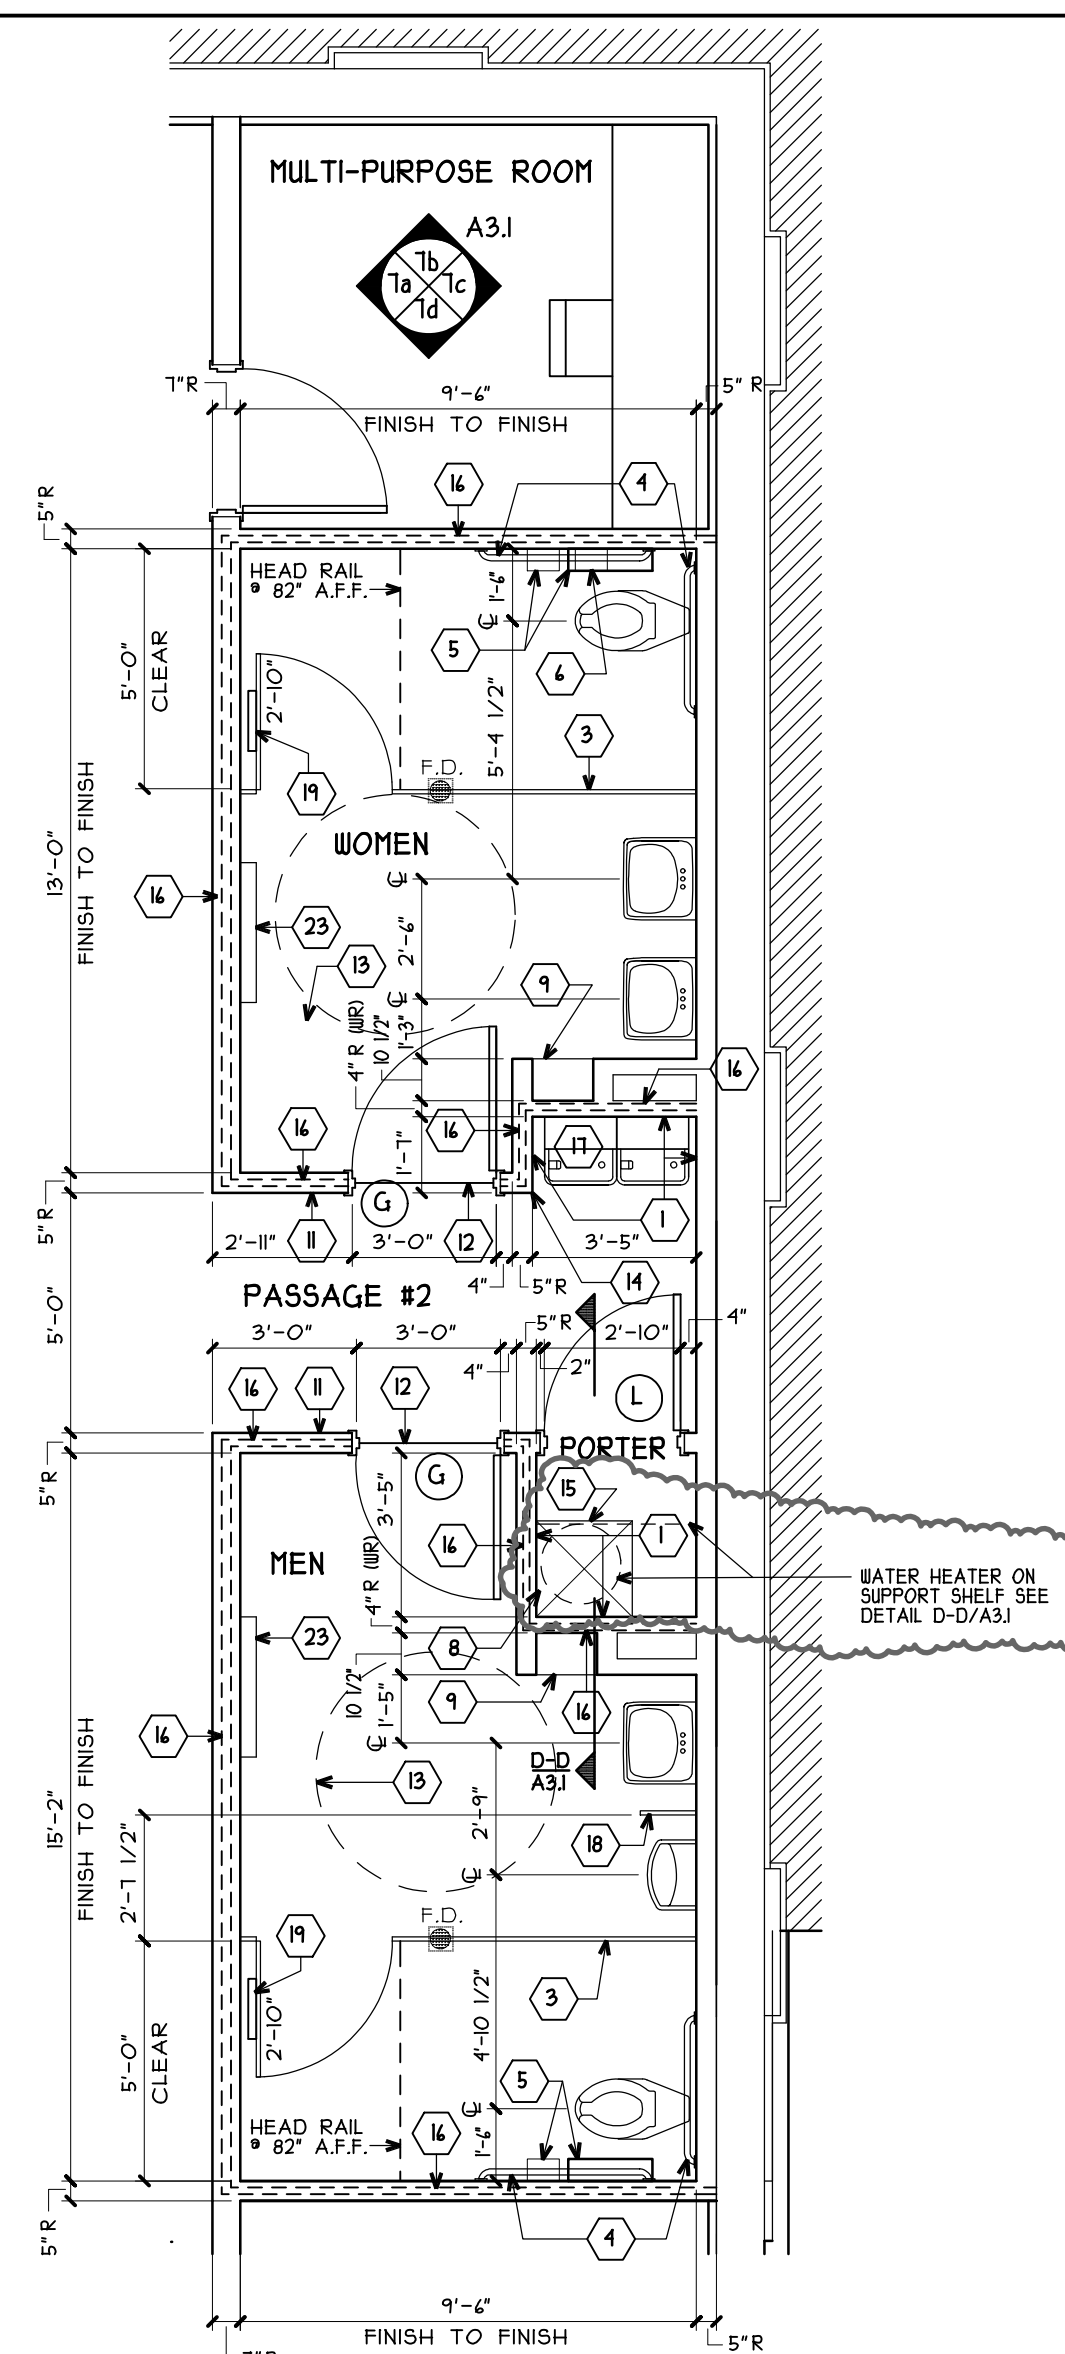 MULTI-PURPOSE ROOM
A3.1
7b
7a 7c
7d
7"R
9'-6"
5" R
FINISH TO FINISH
16
4
5"R
HEAD RAIL
@ 82" A.F.F.
1'-6"
℄
5'-0"
CLEAR
5
6
2'-10"
5'-4 1/2"
3
19
F.D.
WOMEN
13'-0"
FINISH TO FINISH
16
℄
23
2'-6"
13
9
℄
4"R (WR)
10 1/2"
1'-3"
16
16
16
17
1'-7"
5"R
G
11
12
1
2'-11"
3'-0"
3'-5"
4"
5"R
14
PASSAGE #2
5'-0"
3'-0"
3'-0"
5"R
2'-10"
4"
4"
2"
16
11
12
L
PORTER
5"R
G
15
3'-5"
16
1
MEN
4"R (WR)
WATER HEATER ON
SUPPORT SHELF SEE
DETAIL D-D/A3.1
23
8
10 1/2"
1'-5"
9
16
16
℄
D-D
A3.1
13
2'-9"
18
15'-2"
FINISH TO FINISH
2'-7 1/2"
℄
F.D.
19
3
2'-10"
4'-10 1/2"
5'-0"
CLEAR
5
℄
HEAD RAIL
@ 82" A.F.F.
16
1'-6"
5"R
4
9'-6"
FINISH TO FINISH
5"R
7"R